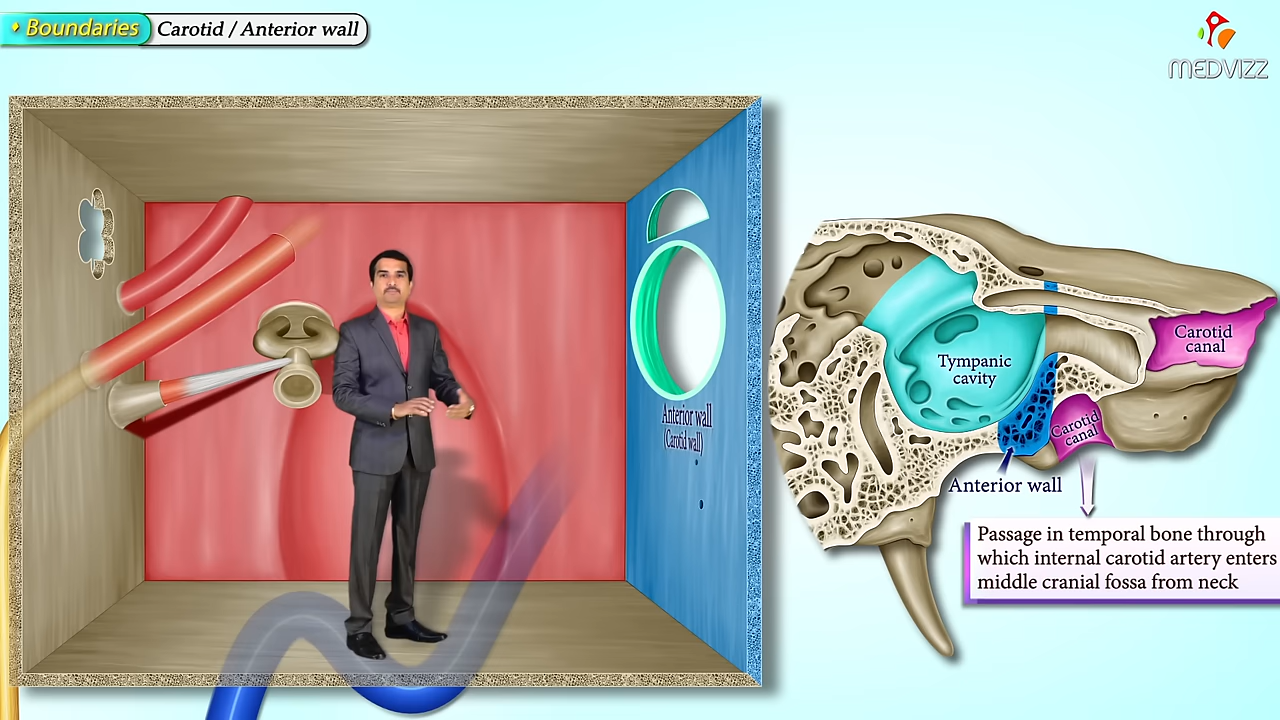 Boundaries
Carotid / Anterior wall
MEDVIZZ
Anterior wall
(Carotid wall)
Tympanic
cavity
Carotid
canal
Carotid
canal
Anterior wall
Passage in temporal bone through
which internal carotid artery enters
middle cranial fossa from neck